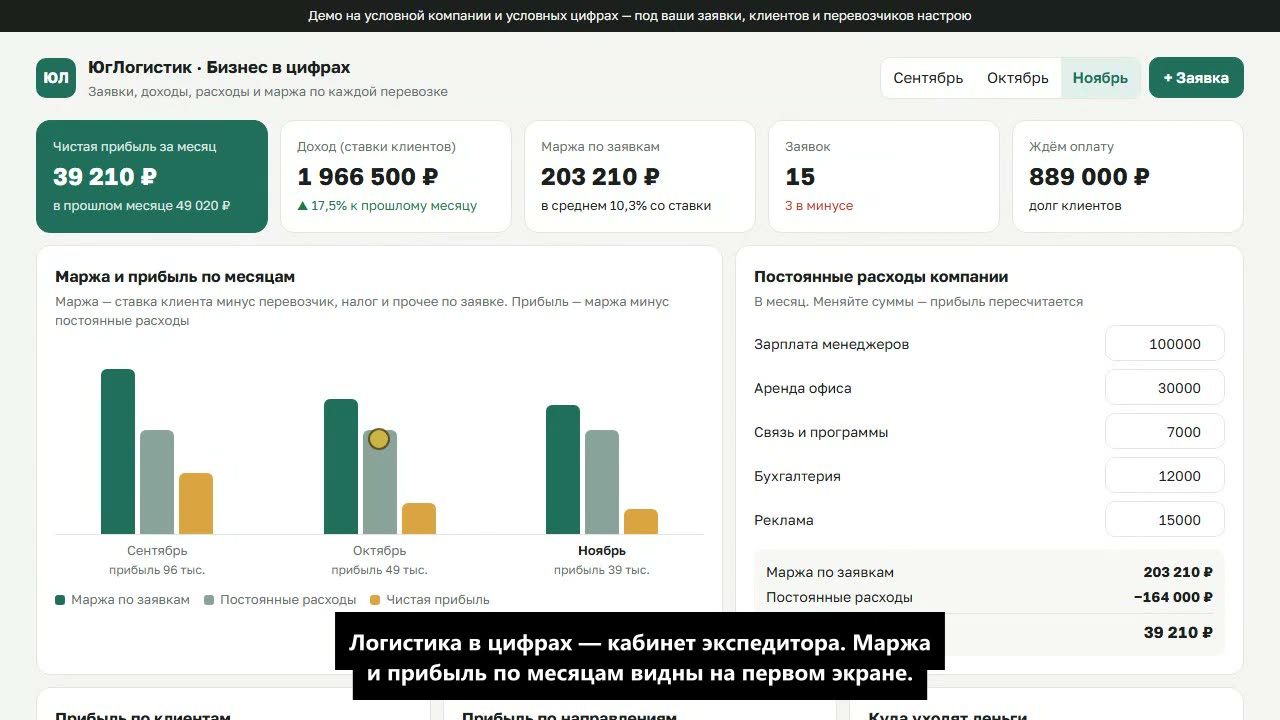 Демо на условной компании и условных цифрах — под ваши заявки, клиентов и перевозчиков настрою
ЮЛ
ЮгЛогистик · Бизнес в цифрах
Заявки, доходы, расходы и маржа по каждой перевозке
Сентябрь Октябрь Ноябрь + Заявка
Чистая прибыль за месяц
39 210 ₽
в прошлом месяце 49 020 ₽
Доход (ставки клиентов)
1 966 500 ₽
▲ 17,5% к прошлому месяцу
Маржа по заявкам
203 210 ₽
в среднем 10,3% со ставки
Заявок
15
3 в минусе
Ждём оплату
889 000 ₽
долг клиентов
Маржа и прибыль по месяцам
Маржа — ставка клиента минус перевозчик, налог и прочее по заявке. Прибыль — маржа минус
постоянные расходы
Сентябрь
прибыль 96 тыс.
Октябрь
прибыль 49 тыс.
Ноябрь
прибыль 39 тыс.
Маржа по заявкам Постоянные расходы Чистая прибыль
Постоянные расходы компании
В месяц. Меняйте суммы — прибыль пересчитается
Зарплата менеджеров 100000
Аренда офиса 30000
Связь и программы 7000
Бухгалтерия 12000
Реклама 15000
Маржа по заявкам 203 210 ₽
Постоянные расходы −164 000 ₽
39 210 ₽
Логистика в цифрах — кабинет экспедитора. Маржа
и прибыль по месяцам видны на первом экране.
Прибыль по клиентам
Прибыль по направлениям
Куда уходят деньги